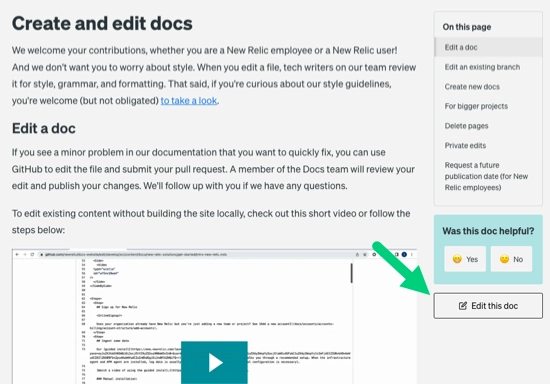 Create and edit docs
We welcome your contributions, whether you are a New Relic employee or a New Relic user!
And we don't want you to worry about style. When you edit a file, tech writers on our team review
it for style, grammar, and formatting. That said, if you're curious about our style guidelines,
you're welcome (but not obligated) to take a look.
Edit a doc
If you see a minor problem in our documentation that you want to quickly fix, you can use
GitHub to edit the file and submit your pull request. A member of the Docs team will review your
edit and publish your changes. We'll follow up with you if we have any questions.
To edit existing content without building the site locally, check out this short video or follow the
steps below:
On this page
Edit a doc
Edit an existing branch
Create new docs
For bigger projects
Delete pages
Private edits
Request a future
publication date (for New
Relic employees)
Was this doc helpful?
Yes
No
Edit this doc